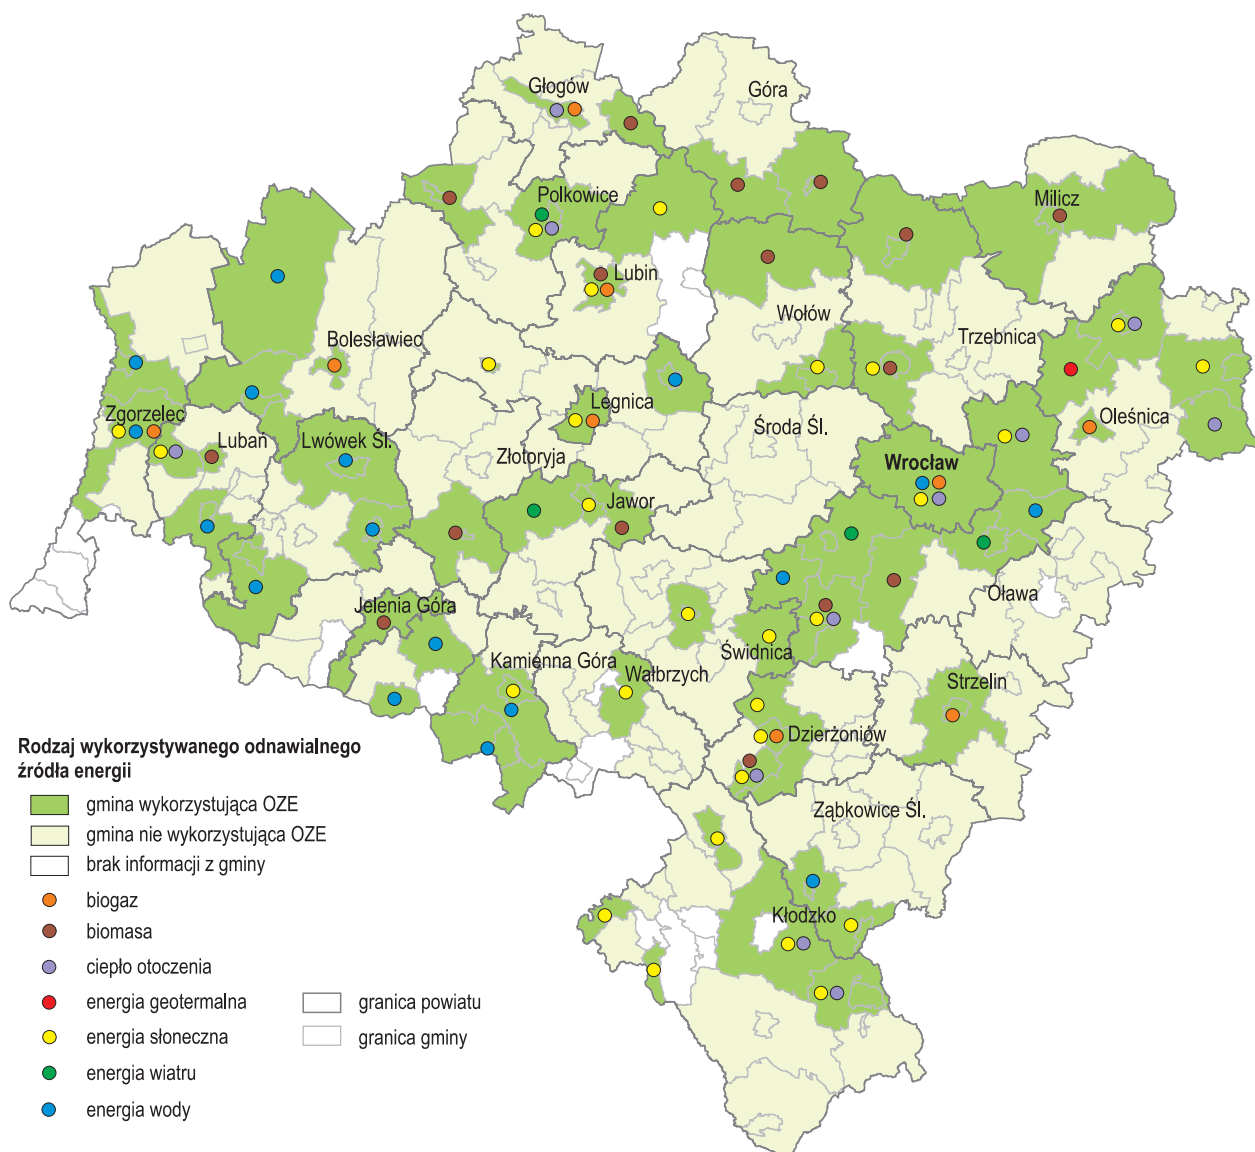 Głogów
Góra
Polkowice
Milicz
Lubin
Wołów
Trzebnica
Bolesławiec
Legnica
Oleśnica
Zgorzelec
Lubań
Lwówek Śl.
Złotoryja
Środa Śl.
Wrocław
Jawor
Oława
Jelenia Góra
Kamienna Góra
Wałbrzych
Świdnica
Strzelin
Dzierżoniów
Ząbkowice Śl.
Kłodzko
Rodzaj wykorzystywanego odnawialnego
źródła energii
gmina wykorzystująca OZE
gmina nie wykorzystująca OZE
brak informacji z gminy
biogaz
biomasa
ciepło otoczenia
energia geotermalna
energia słoneczna
energia wiatru
energia wody
granica powiatu
granica gminy